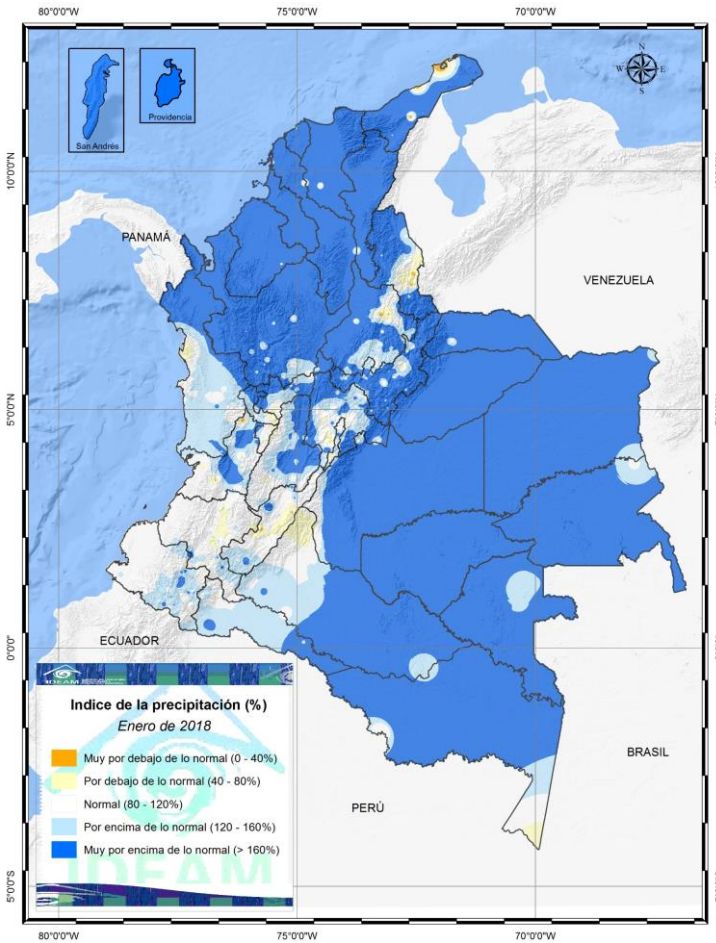 80°0'0"W 75°0'0"W 70°0'0"W
N
W E
S
San Andrés
Providencia
10°0'0"N
PANAMÁ
VENEZUELA
5°0'0"N
ECUADOR
0°0'0"
IDEAM
Indice de la precipitación (%)
Enero de 2018
Muy por debajo de lo normal (0 - 40%)
Por debajo de lo normal (40 - 80%)
Normal (80 - 120%)
Por encima de lo normal (120 - 160%)
Muy por encima de lo normal (> 160%)
IDEAM
BRASIL
PERÚ
5°0'0"S
80°0'0"W 75°0'0"W 70°0'0"W